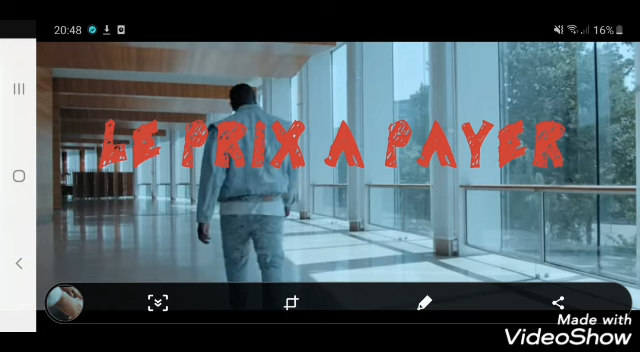 20:48
16%
LE PRIX A PAYER
Made with
VideoShow